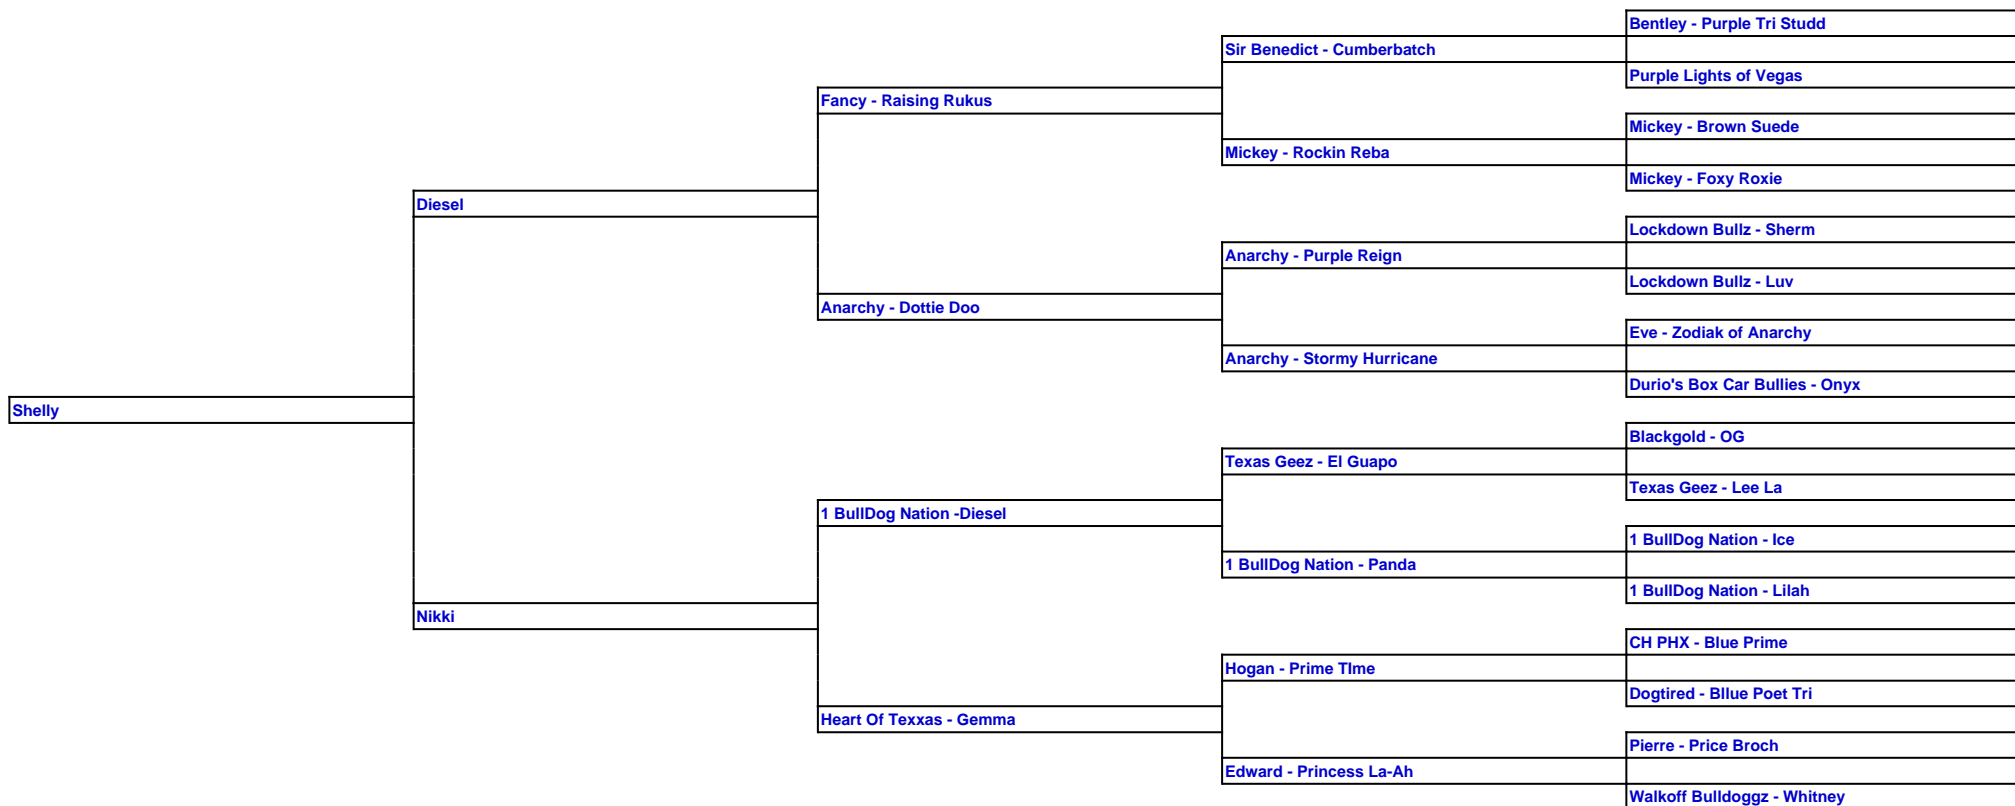 Bentley - Purple Tri Studd
Sir Benedict - Cumberbatch
Purple Lights of Vegas
Fancy - Raising Rukus
Mickey - Brown Suede
Mickey - Rockin Reba
Mickey - Foxy Roxie
Diesel
Lockdown Bullz - Sherm
Anarchy - Purple Reign
Lockdown Bullz - Luv
Anarchy - Dottie Doo
Eve - Zodiak of Anarchy
Anarchy - Stormy Hurricane
Durio's Box Car Bullies - Onyx
Shelly
Blackgold - OG
Texas Geez - El Guapo
Texas Geez - Lee La
1 BullDog Nation -Diesel
1 BullDog Nation - Ice
1 BullDog Nation - Panda
1 BullDog Nation - Lilah
Nikki
CH PHX - Blue Prime
Hogan - Prime TIme
Dogtired - Bllue Poet Tri
Heart Of Texxas - Gemma
Pierre - Price Broch
Edward - Princess La-Ah
Walkoff Bulldoggz - Whitney